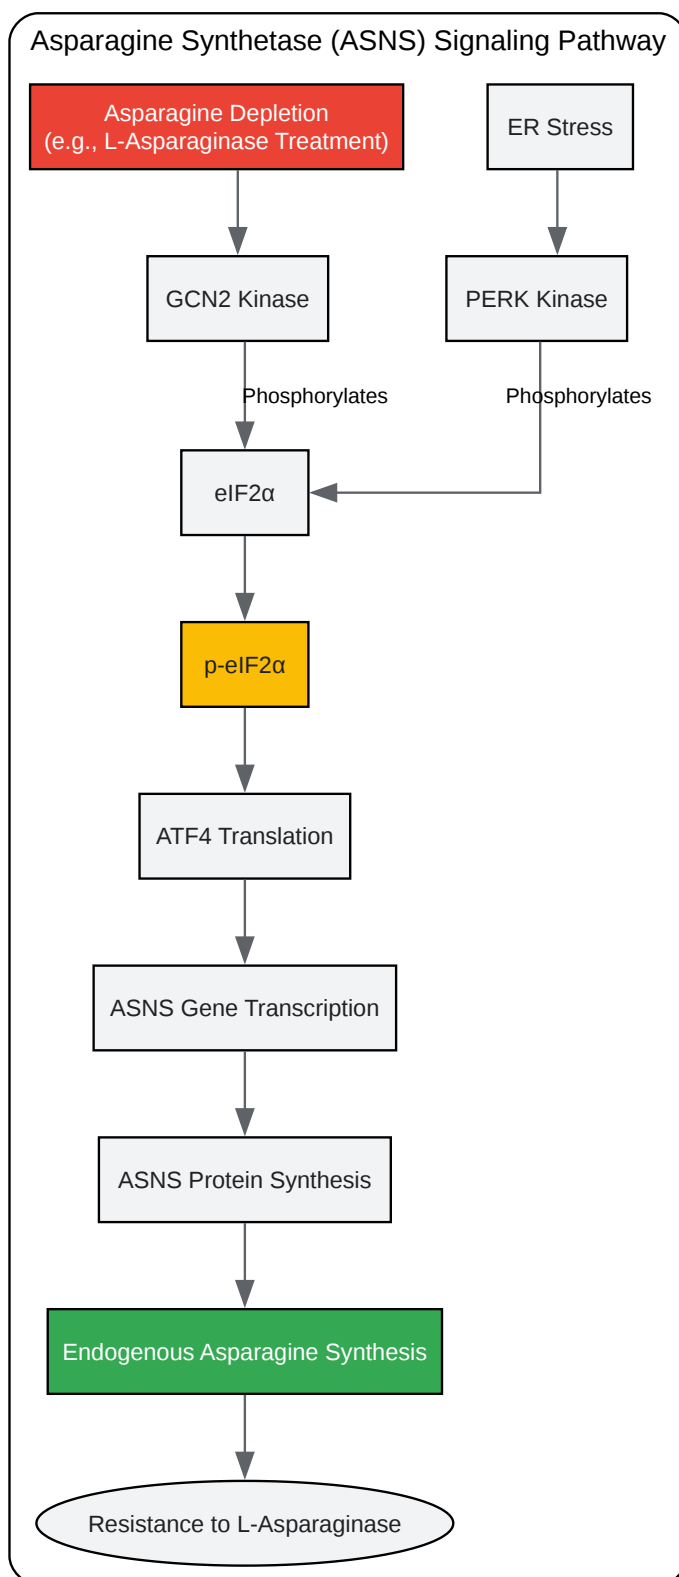 Asparagine Synthetase (ASNS) Signaling Pathway
Asparagine Depletion
(e.g., L-Asparaginase Treatment)
ER Stress
GCN2 Kinase
PERK Kinase
Phosphorylates
Phosphorylates
eIF2α
p-eIF2α
ATF4 Translation
ASNS Gene Transcription
ASNS Protein Synthesis
Endogenous Asparagine Synthesis
Resistance to L-Asparaginase